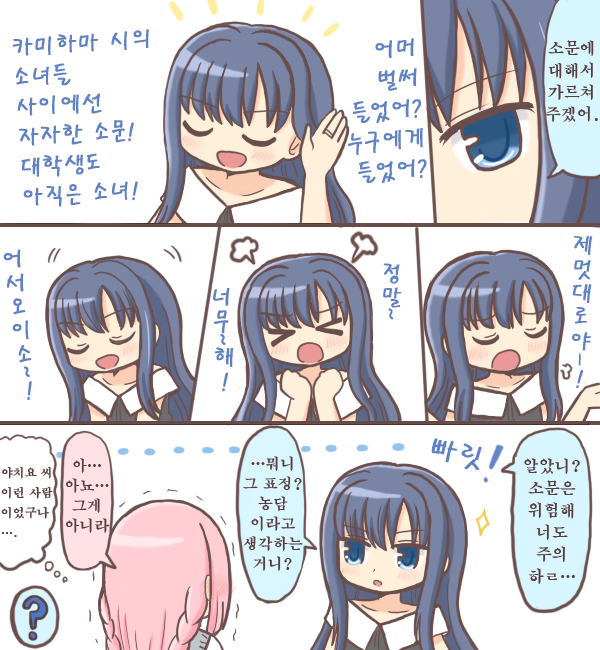 소문에
대해서
가르쳐
주겠어.
어머
벌써
들었어?
누구에게
들었어?
카미하마 시의
소녀들
사이에선
자자한 소문!
대학생도
아직은 소녀!
제멋대로야~!
정말~
너무해!
어서오이소~!
빠릿!
알았니?
소문은
위험해
너도
주의
하ㄹ…
…뭐니
그 표정?
농담
이라고
생각하는
거니?
아…
아뇨…
그게
아니라
야치요 씨
이런 사람
이었구나
….
?